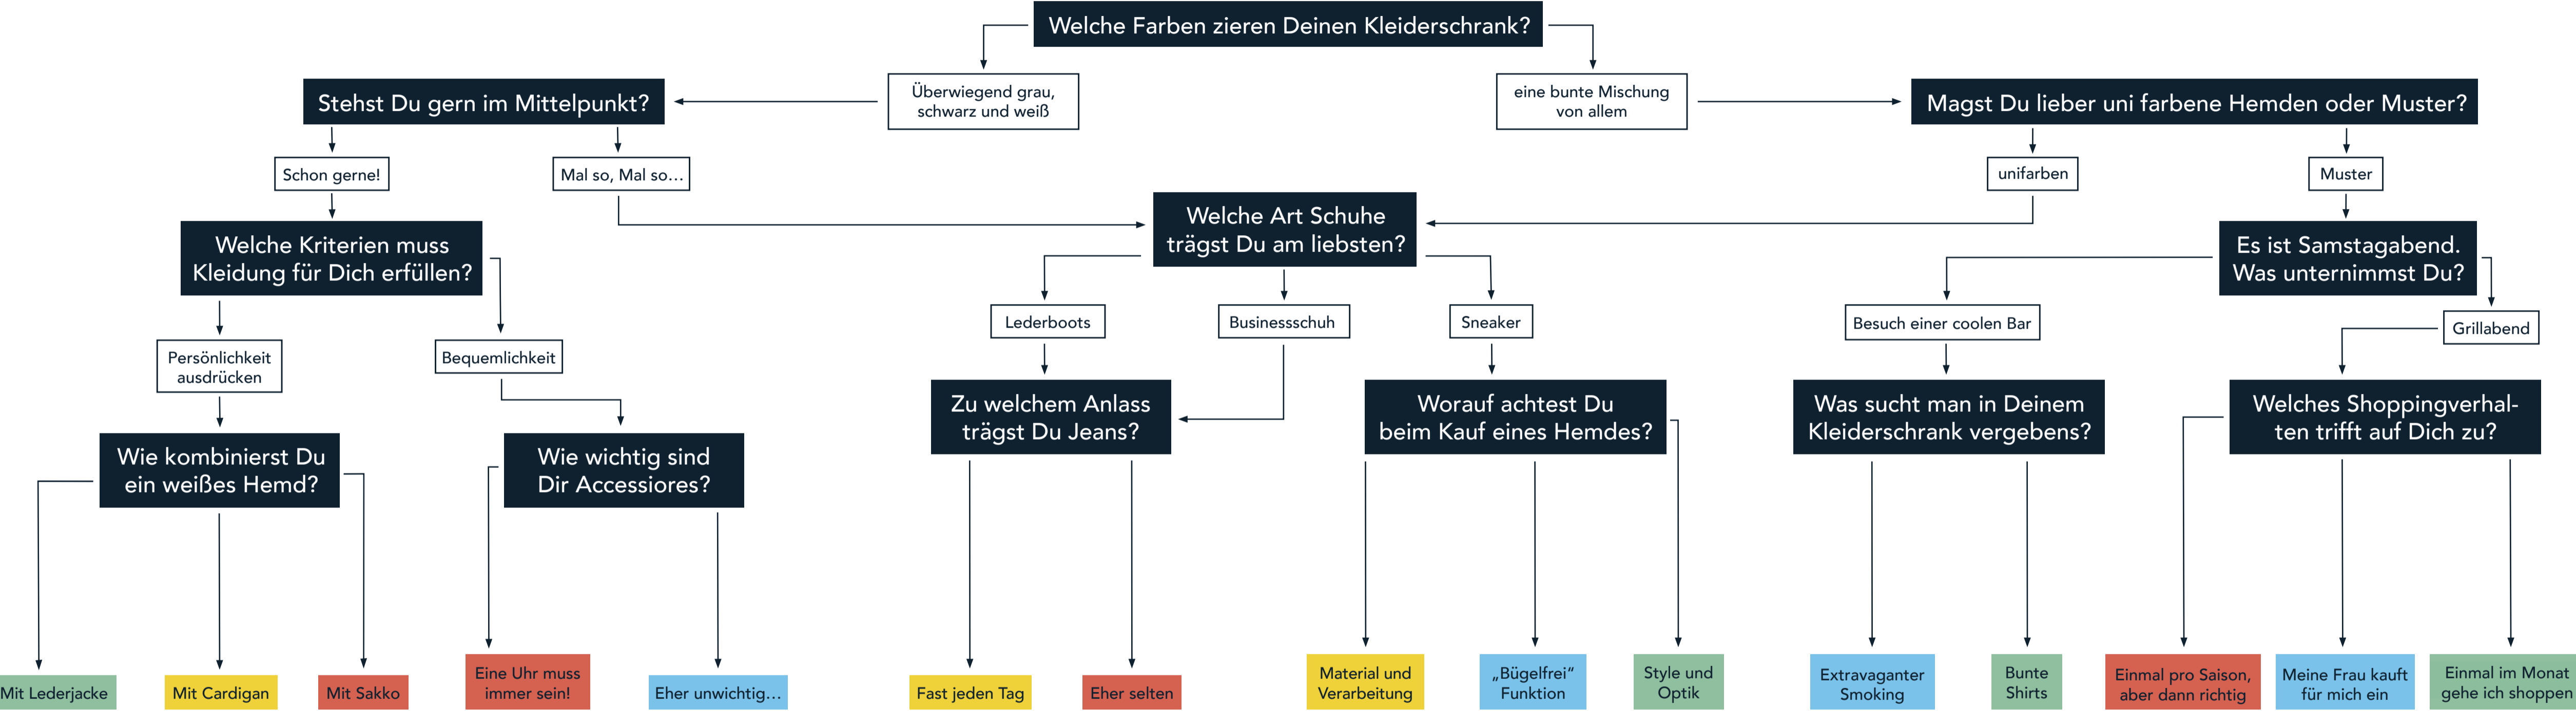 Welche Farben zieren Deinen Kleiderschrank?
Überwiegend grau,
schwarz und weiß
eine bunte Mischung
von allem
Stehst Du gern im Mittelpunkt?
Magst Du lieber uni farbene Hemden oder Muster?
Schon gerne!
Mal so, Mal so…
unifarben
Muster
Welche Kriterien muss
Kleidung für Dich erfüllen?
Welche Art Schuhe
trägst Du am liebsten?
Es ist Samstagabend.
Was unternimmst Du?
Persönlichkeit
ausdrücken
Bequemlichkeit
Lederboots
Businessschuh
Sneaker
Besuch einer coolen Bar
Grillabend
Wie kombinierst Du
ein weißes Hemd?
Wie wichtig sind
Dir Accessiores?
Zu welchem Anlass
trägst Du Jeans?
Worauf achtest Du
beim Kauf eines Hemdes?
Was sucht man in Deinem
Kleiderschrank vergebens?
Welches Shoppingverhal-
ten trifft auf Dich zu?
Mit Lederjacke
Mit Cardigan
Mit Sakko
Eine Uhr muss
immer sein!
Eher unwichtig…
Fast jeden Tag
Eher selten
Material und
Verarbeitung
„Bügelfrei“
Funktion
Style und
Optik
Extravaganter
Smoking
Bunte
Shirts
Einmal pro Saison,
aber dann richtig
Meine Frau kauft
für mich ein
Einmal im Monat
gehe ich shoppen